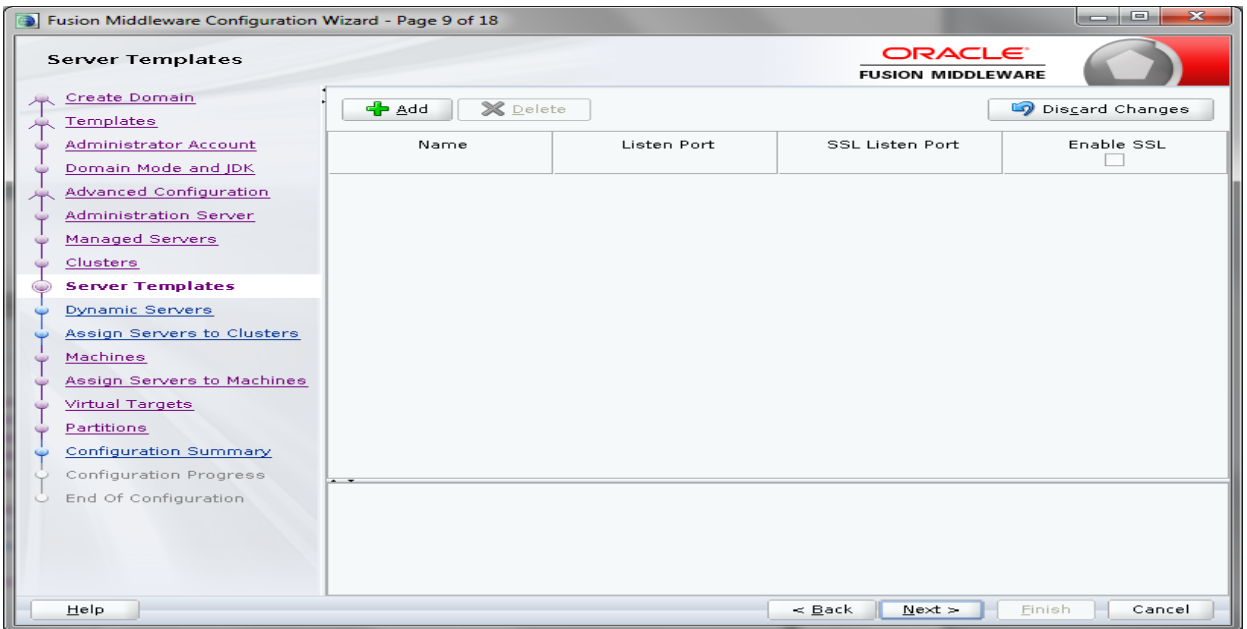 Fusion Middleware Configuration Wizard - Page 9 of 18
Server Templates
ORACLE
FUSION MIDDLEWARE
Create Domain
Templates
Administrator Account
Domain Mode and JDK
Advanced Configuration
Administration Server
Managed Servers
Clusters
Server Templates
Dynamic Servers
Assign Servers to Clusters
Machines
Assign Servers to Machines
Virtual Targets
Partitions
Configuration Summary
Configuration Progress
End Of Configuration
Add Delete Discard Changes
Name Listen Port SSL Listen Port Enable SSL
Help < Back Next > Finish Cancel